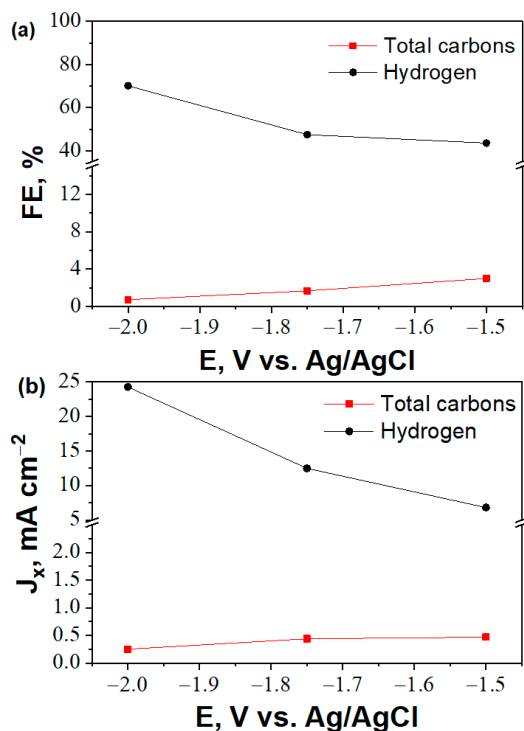 (a)
Total carbons
Hydrogen
FE, %
100
80
60
40
12
8
4
0
−2.0 −1.9 −1.8 −1.7 −1.6 −1.5
E, V vs. Ag/AgCl
(b)
Total carbons
Hydrogen
Jx, mA cm−2
25
20
15
10
5
2.0
1.5
1.0
0.5
0.0
−2.0 −1.9 −1.8 −1.7 −1.6 −1.5
E, V vs. Ag/AgCl